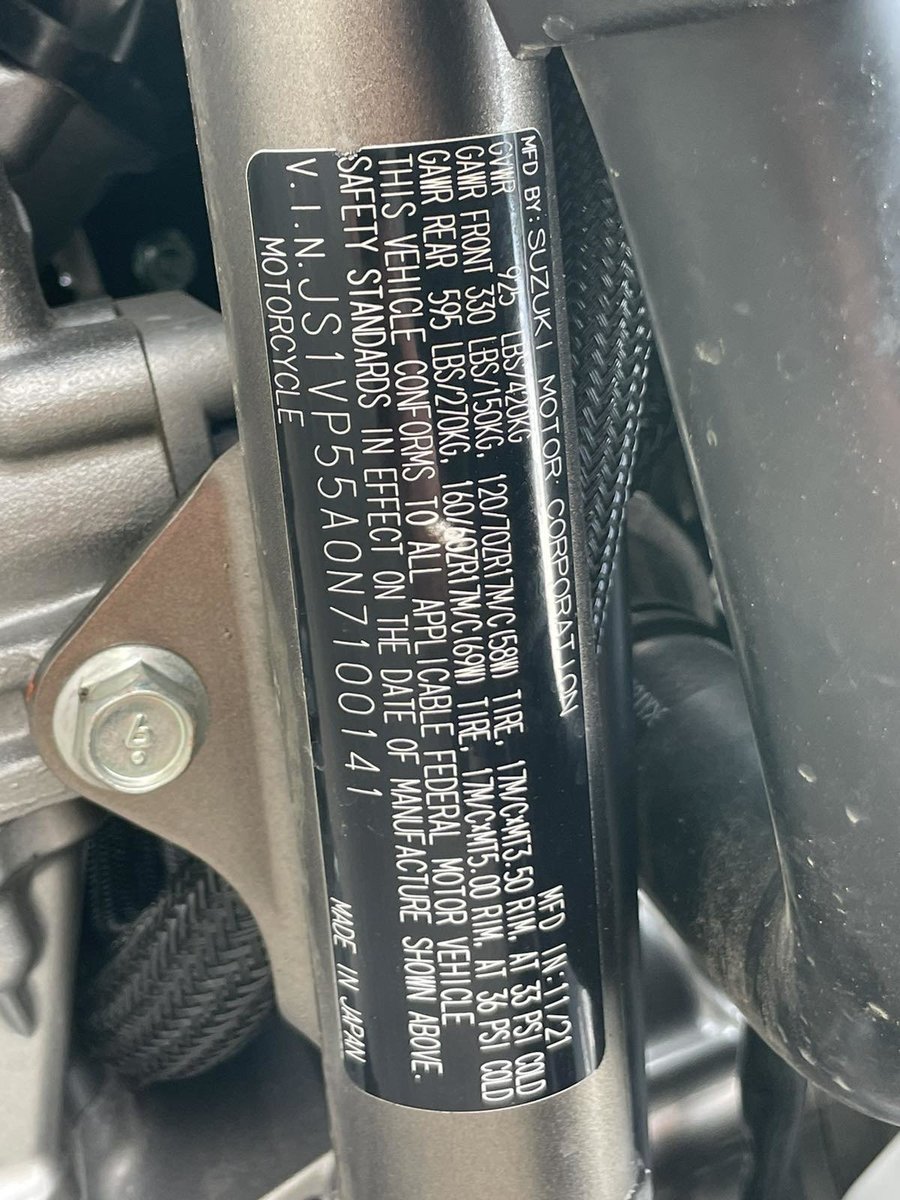 MFD BY:SUZUKI MOTOR CORPORATION MFD IN:11/21
GVWR 925 LBS/420KG
GAWR FRONT 330 LBS/150KG, 120/70ZR17M/C(58W) TIRE, 17M/C×MT3.50 RIM, AT 33 PSI COLD
GAWR REAR 595 LBS/270KG, 160/60ZR17M/C(69W) TIRE, 17M/C×MT5.00 RIM, AT 36 PSI COLD
THIS VEHICLE CONFORMS TO ALL APPLICABLE FEDERAL MOTOR VEHICLE
SAFETY STANDARDS IN EFFECT ON THE DATE OF MANUFACTURE SHOWN ABOVE.
V.I.N.JS1VP55A0N7100141 MADE IN JAPAN
MOTORCYCLE